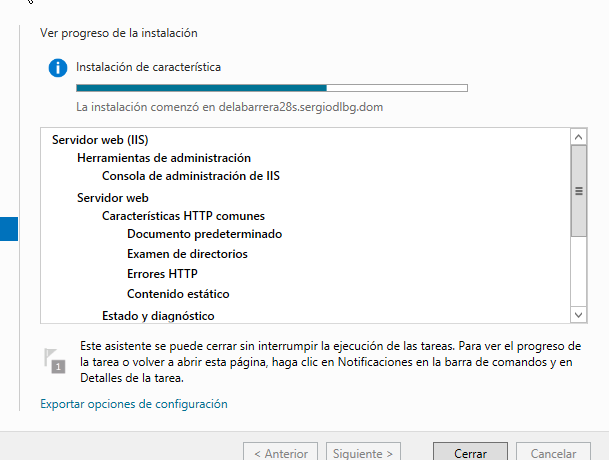 Ver progreso de la instalación
Instalación de característica
La instalación comenzó en delabarrera28s.sergiodlbg.dom
Servidor web (IIS)
Herramientas de administración
Consola de administración de IIS
Servidor web
Características HTTP comunes
Documento predeterminado
Examen de directorios
Errores HTTP
Contenido estático
Estado y diagnóstico
1
Este asistente se puede cerrar sin interrumpir la ejecución de las tareas. Para ver el progreso de
la tarea o volver a abrir esta página, haga clic en Notificaciones en la barra de comandos y en
Detalles de la tarea.
Exportar opciones de configuración
< Anterior
Siguiente >
Cerrar
Cancelar